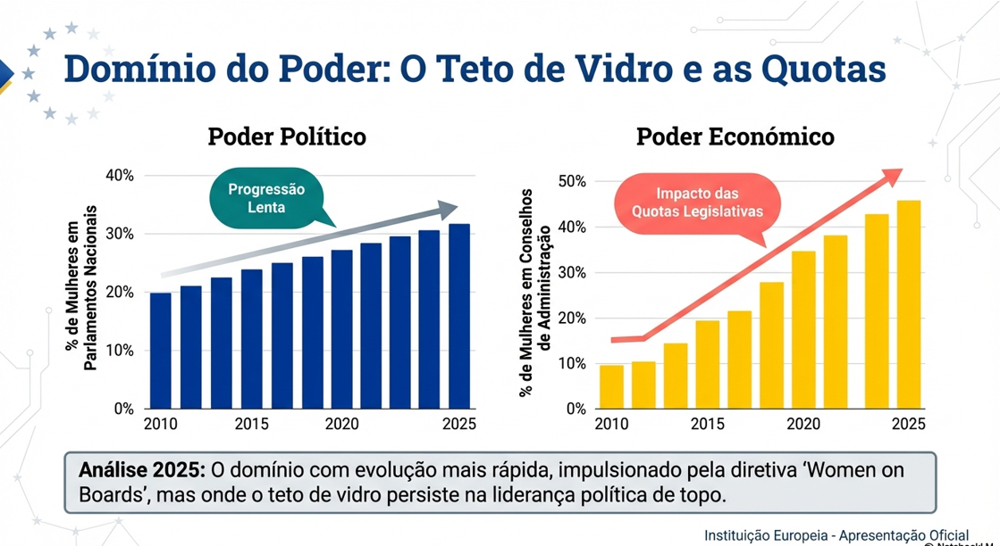 Domínio do Poder: O Teto de Vidro e as Quotas
Poder Político
40%
30%
20%
10%
0%
% de Mulheres em
Parlamentos Nacionais
Progressão
Lenta
2010
2015
2020
2025
Poder Económico
50%
40%
30%
20%
10%
0%
% de Mulheres em Conselhos
de Administração
Impacto das
Quotas Legislativas
2010
2015
2020
2025
Análise 2025: O domínio com evolução mais rápida, impulsionado pela diretiva ‘Women on
Boards’, mas onde o teto de vidro persiste na liderança política de topo.
Instituição Europeia - Apresentação Oficial